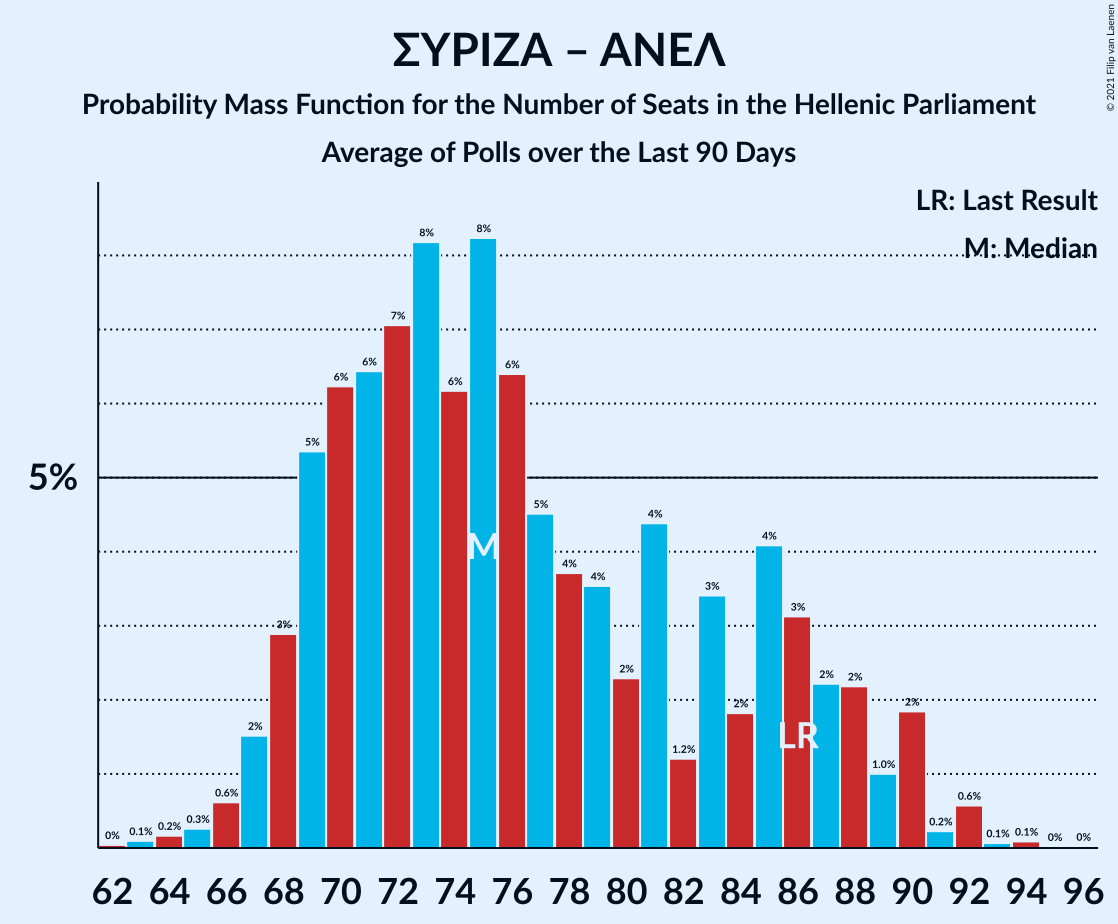 ΣΥΡΙΖΑ – ΑΝΕΛ
Probability Mass Function for the Number of Seats in the Hellenic Parliament
Average of Polls over the Last 90 Days
© 2021 Filip van Laenen
LR: Last Result
M: Median
5%
0% 0.1% 0.2% 0.3% 0.6% 2% 3% 5% 6% 6% 7% 8% 6% 8% 6% 5% 4% 4% 2% 4% 1.2% 3% 2% 4% 3% 2% 2% 1.0% 2% 0.2% 0.6% 0.1% 0.1% 0% 0%
M
LR
62 64 66 68 70 72 74 76 78 80 82 84 86 88 90 92 94 96